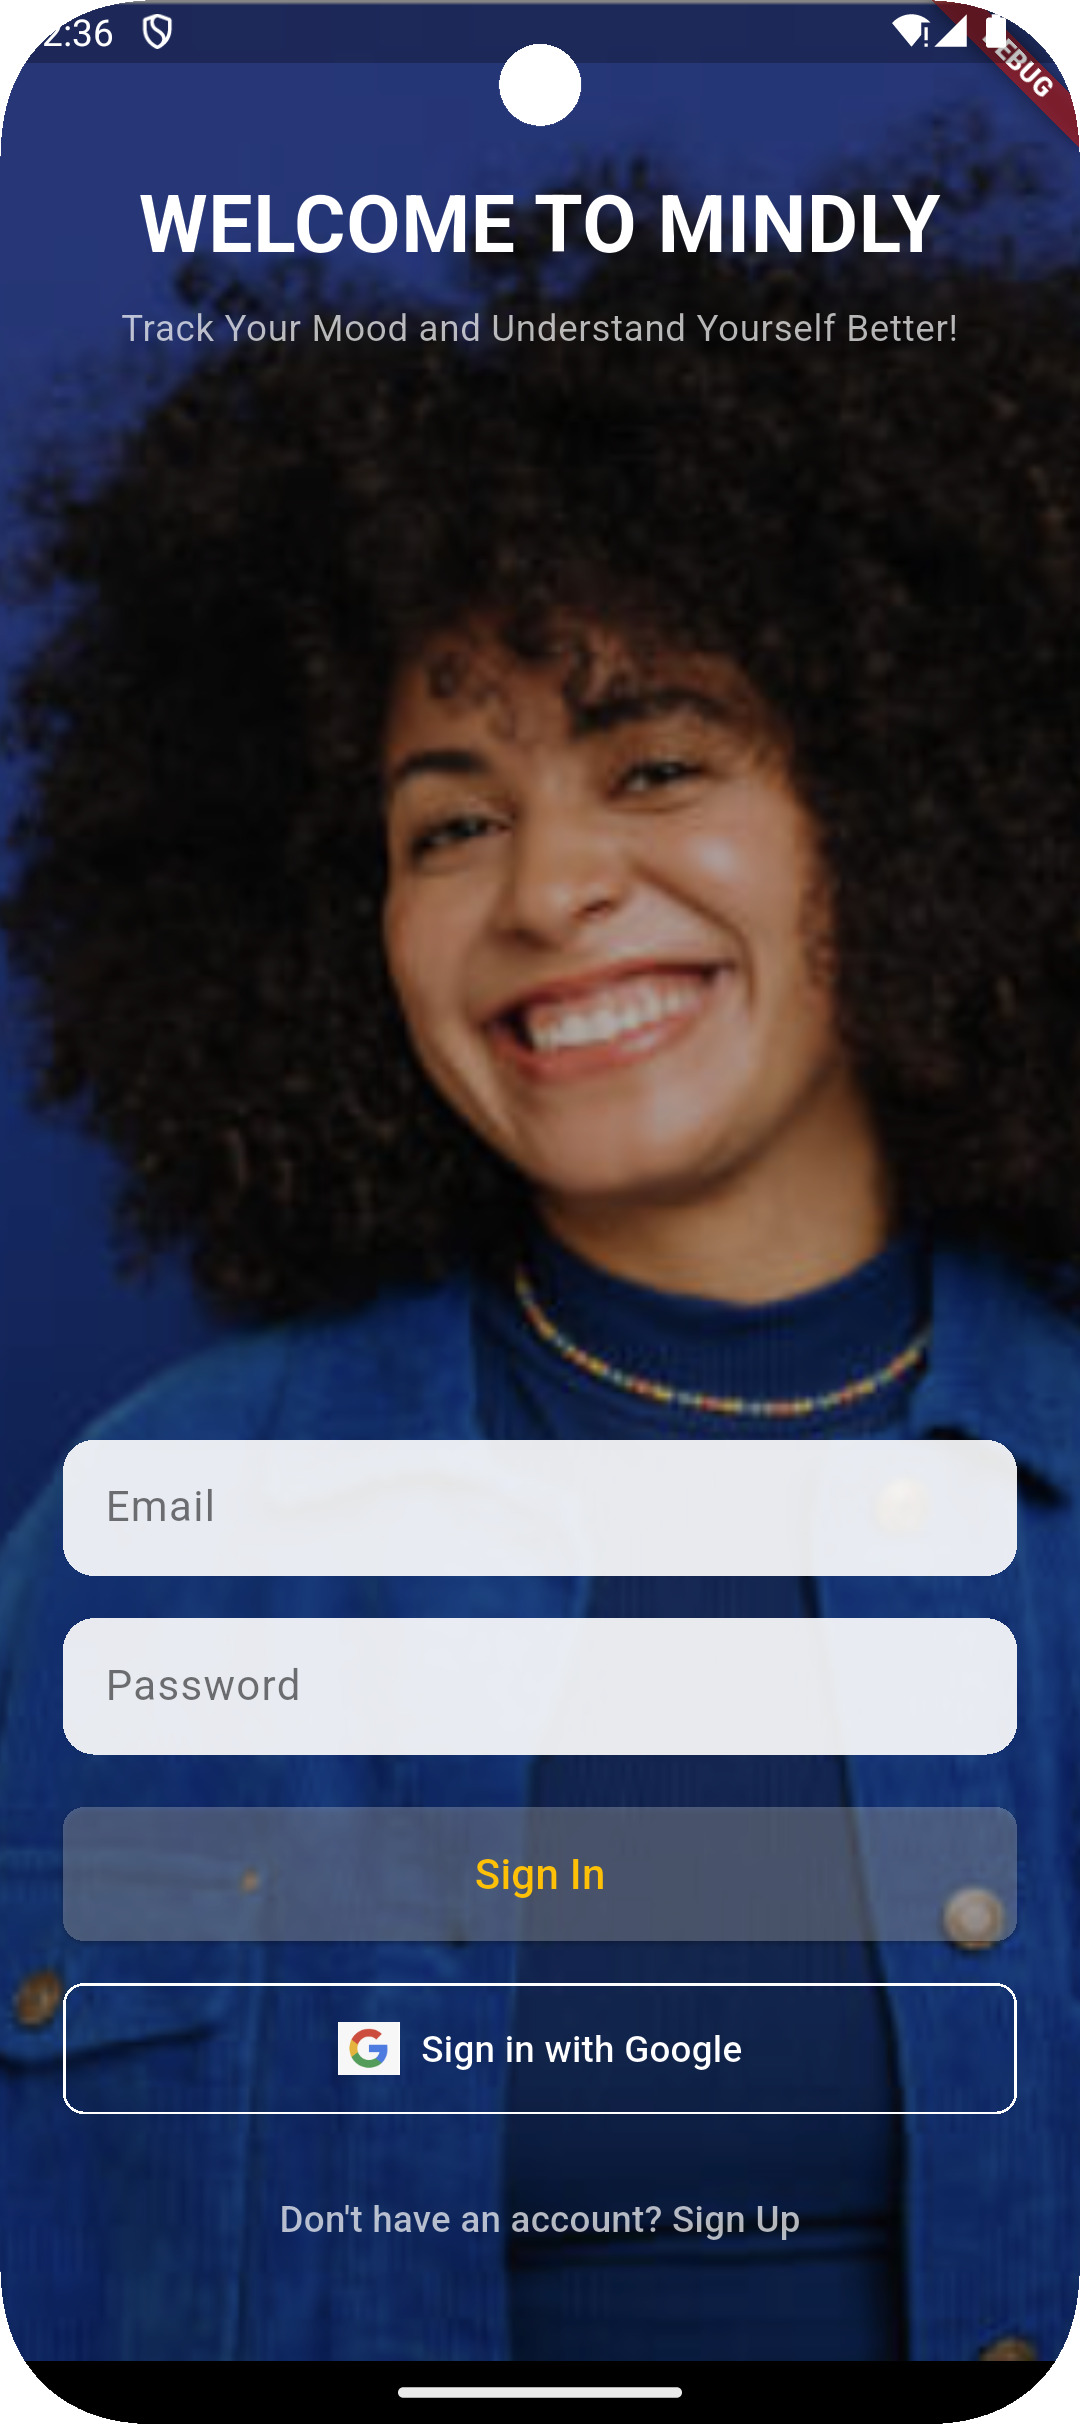 2:36
EBUG
WELCOME TO MINDLY
Track Your Mood and Understand Yourself Better!
Email
Password
Sign In
G Sign in with Google
Don't have an account? Sign Up